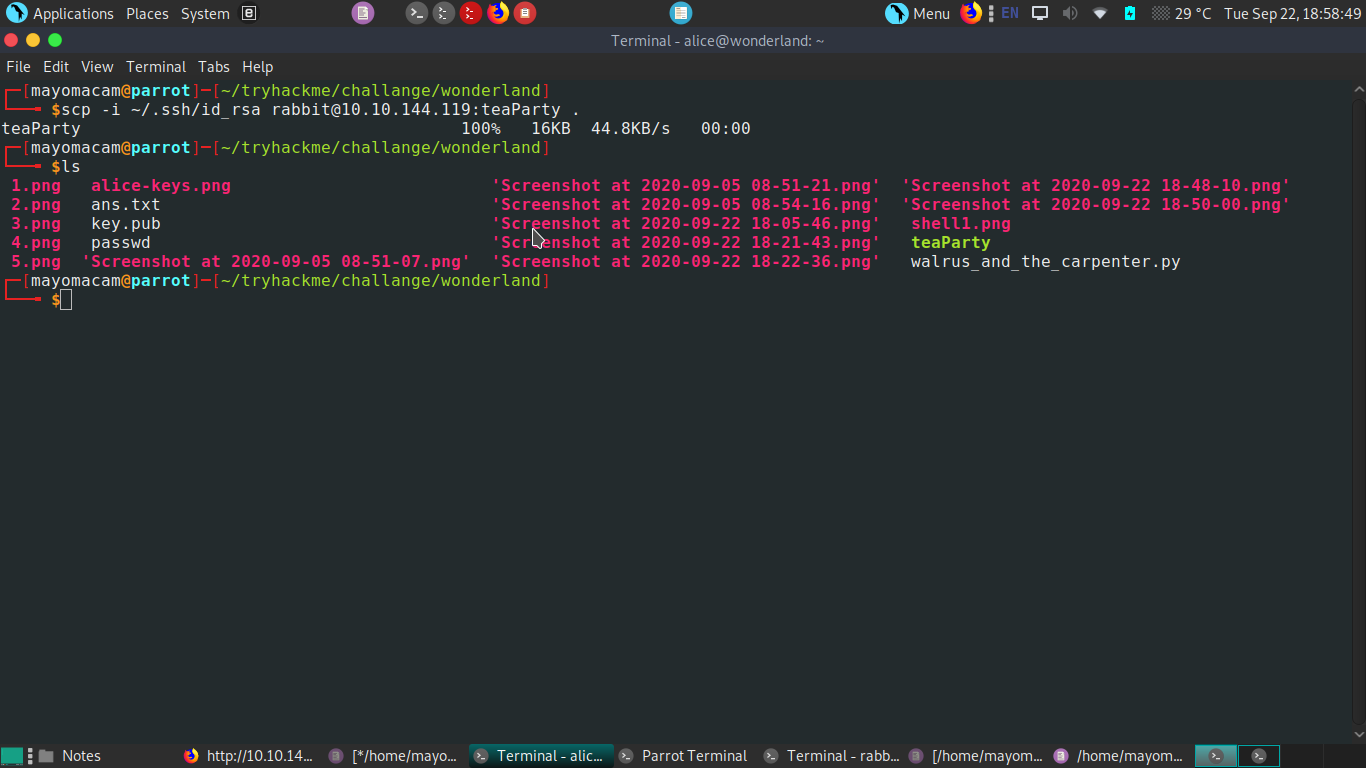 Applications Places System Menu EN 29 °C Tue Sep 22, 18:58:49
Terminal - alice@wonderland: ~
File Edit View Terminal Tabs Help
┌─[mayomacam@parrot]─[~/tryhackme/challange/wonderland]
└──╼ $scp -i ~/.ssh/id_rsa rabbit@10.10.144.119:teaParty .
teaParty 100% 16KB 44.8KB/s 00:00
┌─[mayomacam@parrot]─[~/tryhackme/challange/wonderland]
└──╼ $ls
1.png alice-keys.png 'Screenshot at 2020-09-05 08-51-21.png' 'Screenshot at 2020-09-22 18-48-10.png'
2.png ans.txt 'Screenshot at 2020-09-05 08-54-16.png' 'Screenshot at 2020-09-22 18-50-00.png'
3.png key.pub 'Screenshot at 2020-09-22 18-05-46.png' shell1.png
4.png passwd 'Screenshot at 2020-09-22 18-21-43.png' teaParty
5.png 'Screenshot at 2020-09-05 08-51-07.png' 'Screenshot at 2020-09-22 18-22-36.png' walrus_and_the_carpenter.py
┌─[mayomacam@parrot]─[~/tryhackme/challange/wonderland]
└──╼ $
Notes http://10.10.14... [*/home/mayo... Terminal - alic... Parrot Terminal Terminal - rabb... [/home/mayom... /home/mayom...